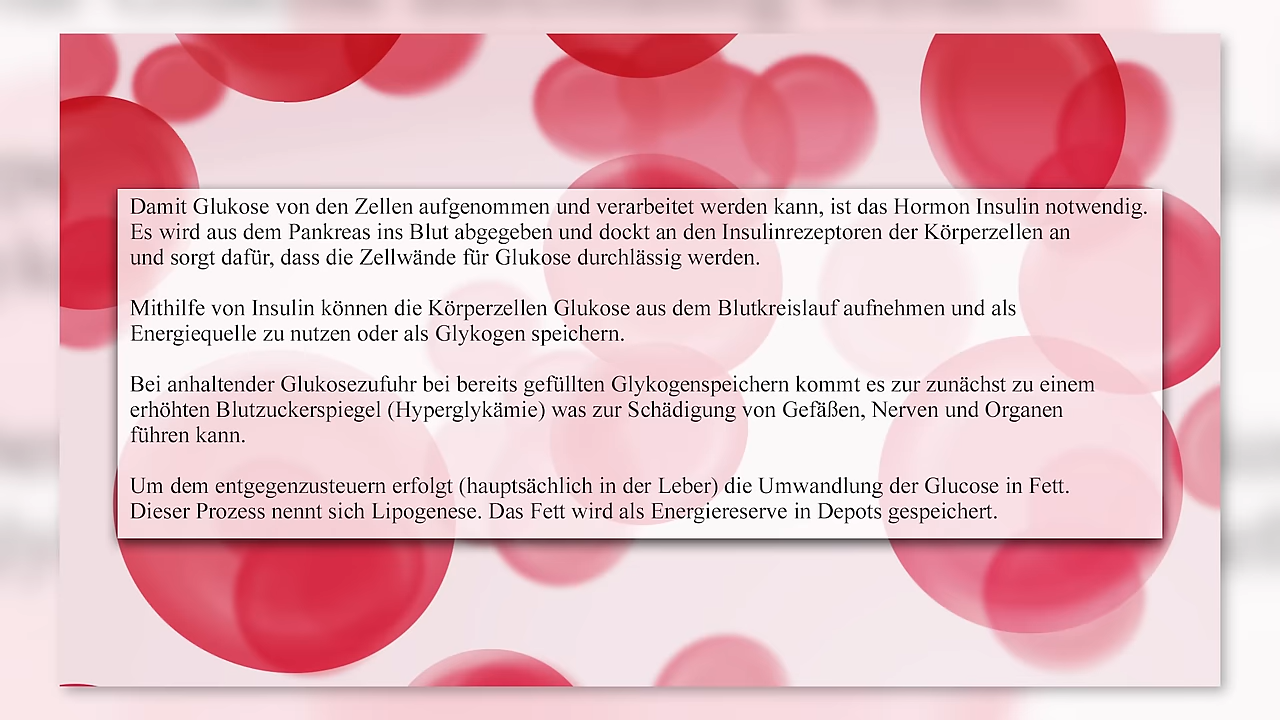 Damit Glukose von den Zellen aufgenommen und verarbeitet werden kann, ist das Hormon Insulin notwendig.
Es wird aus dem Pankreas ins Blut abgegeben und dockt an den Insulinrezeptoren der Körperzellen an
und sorgt dafür, dass die Zellwände für Glukose durchlässig werden.
Mithilfe von Insulin können die Körperzellen Glukose aus dem Blutkreislauf aufnehmen und als
Energiequelle zu nutzen oder als Glykogen speichern.
Bei anhaltender Glukosezufuhr bei bereits gefüllten Glykogenspeichern kommt es zur zunächst zu einem
erhöhten Blutzuckerspiegel (Hyperglykämie) was zur Schädigung von Gefäßen, Nerven und Organen
führen kann.
Um dem entgegenzusteuern erfolgt (hauptsächlich in der Leber) die Umwandlung der Glucose in Fett.
Dieser Prozess nennt sich Lipogenese. Das Fett wird als Energiereserve in Depots gespeichert.